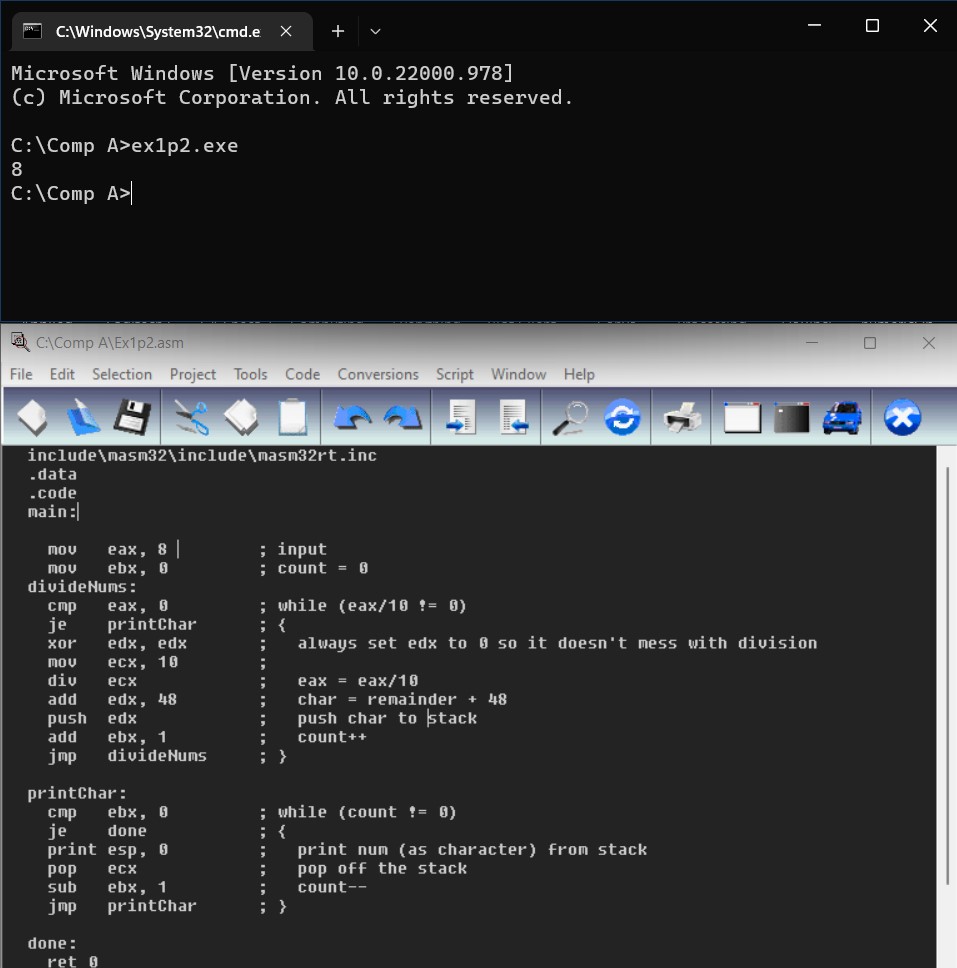 C:\Windows\System32\cmd.e
Microsoft Windows [Version 10.0.22000.978]
(c) Microsoft Corporation. All rights reserved.
C:\Comp A>ex1p2.exe
8
C:\Comp A>
C:\Comp A\Ex1p2.asm
File Edit Selection Project Tools Code Conversions Script Window Help
include\masm32\include\masm32rt.inc
.data
.code
main:
mov eax, 8 ; input
mov ebx, 0 ; count = 0
divideNums:
cmp eax, 0 ; while (eax/10 != 0)
je printChar ; {
xor edx, edx ; always set edx to 0 so it doesn't mess with division
mov ecx, 10 ;
div ecx ; eax = eax/10
add edx, 48 ; char = remainder + 48
push edx ; push char to stack
add ebx, 1 ; count++
jmp divideNums ; }
printChar:
cmp ebx, 0 ; while (count != 0)
je done ; {
print esp, 0 ; print num (as character) from stack
pop ecx ; pop off the stack
sub ebx, 1 ; count--
jmp printChar ; }
done:
ret 0